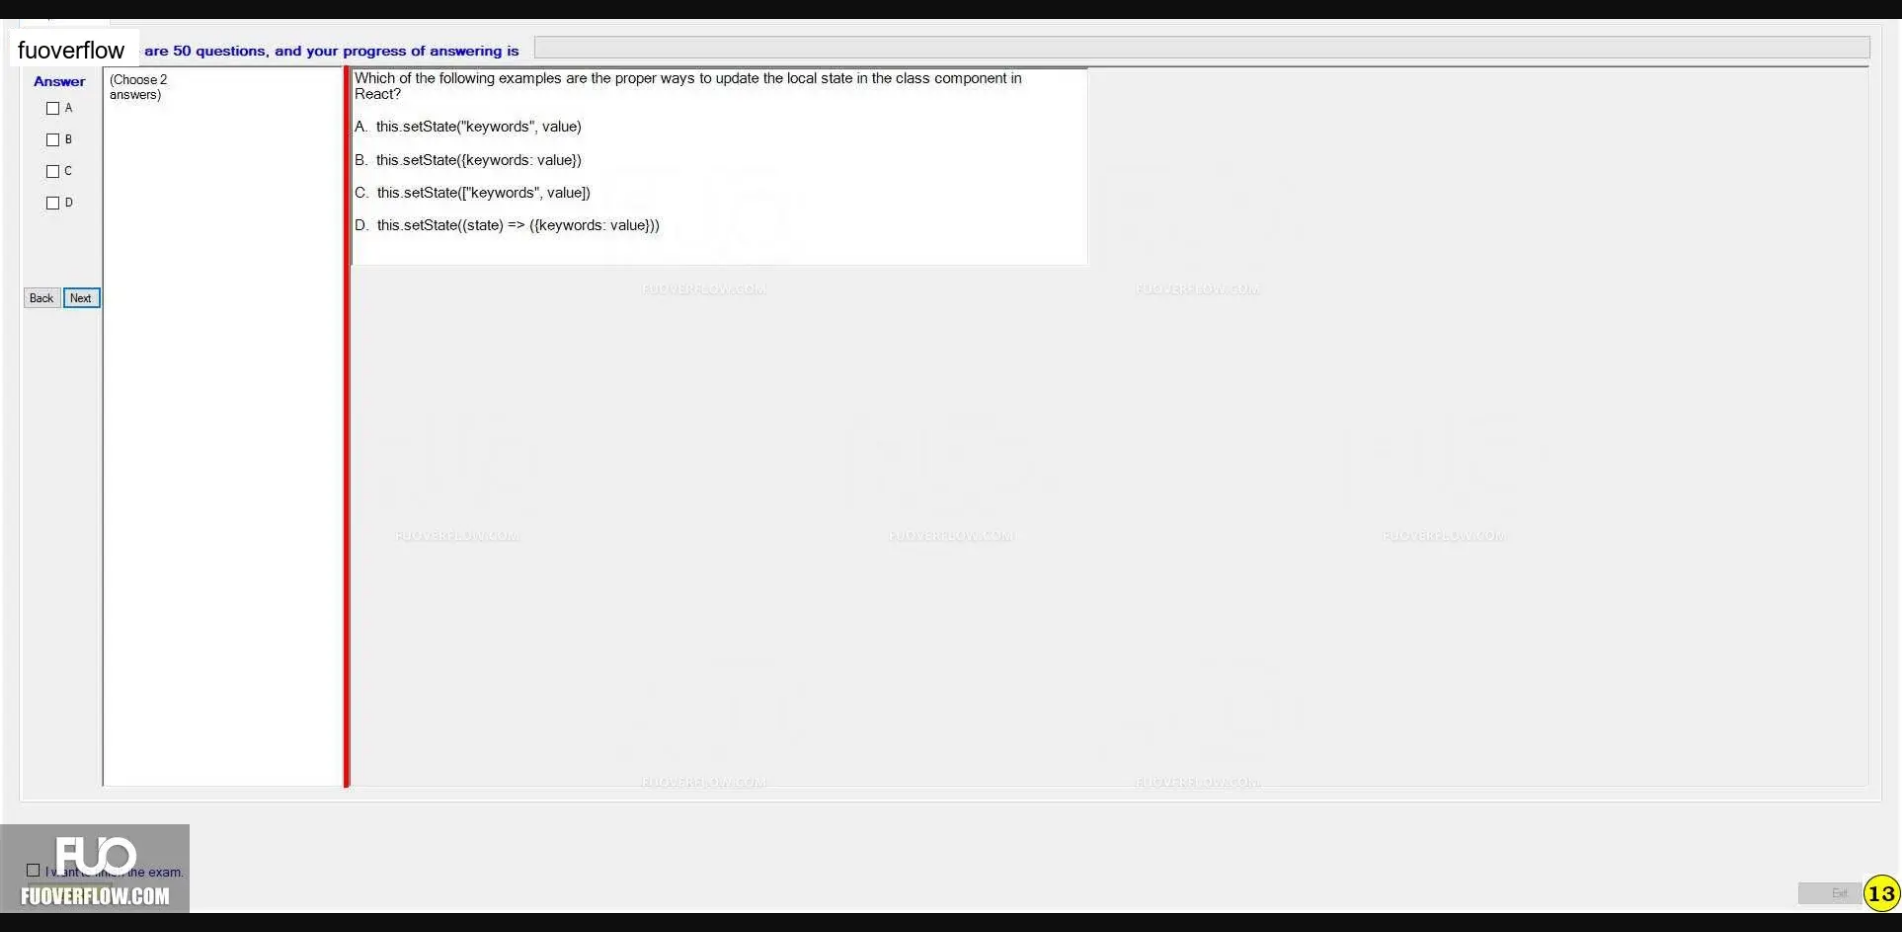 fuoverflow are 50 questions, and your progress of answering is
Answer
(Choose 2
answers)
A
B
C
D
Back Next
Which of the following examples are the proper ways to update the local state in the class component in
React?
A. this.setState("keywords", value)
B. this.setState({keywords: value})
C. this.setState(["keywords", value])
D. this.setState((state) => ({keywords: value}))
FUOVERFLOW.COM FUOVERFLOW.COM
FUOVERFLOW.COM FUOVERFLOW.COM FUOVERFLOW.COM
FUOVERFLOW.COM FUOVERFLOW.COM
FUO
I want to finish the exam.
FUOVERFLOW.COM
Exit 13